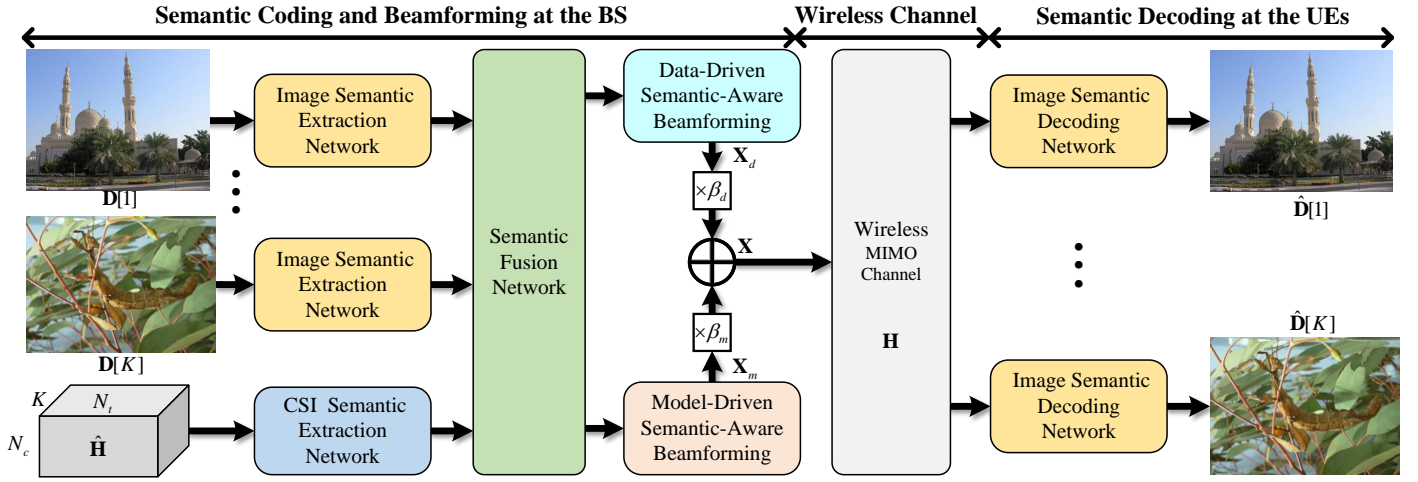 Semantic Coding and Beamforming at the BS
Wireless Channel
Semantic Decoding at the UEs
D[1]
D[K]
K
N_t
N_c
Ĥ
Image Semantic
Extraction
Network
Image Semantic
Extraction
Network
CSI Semantic
Extraction
Network
Semantic
Fusion
Network
Data-Driven
Semantic-Aware
Beamforming
X_d
×β_d
X
×β_m
X_m
Model-Driven
Semantic-Aware
Beamforming
Wireless
MIMO
Channel
H
Image Semantic
Decoding
Network
Image Semantic
Decoding
Network
D̂[1]
D̂[K]